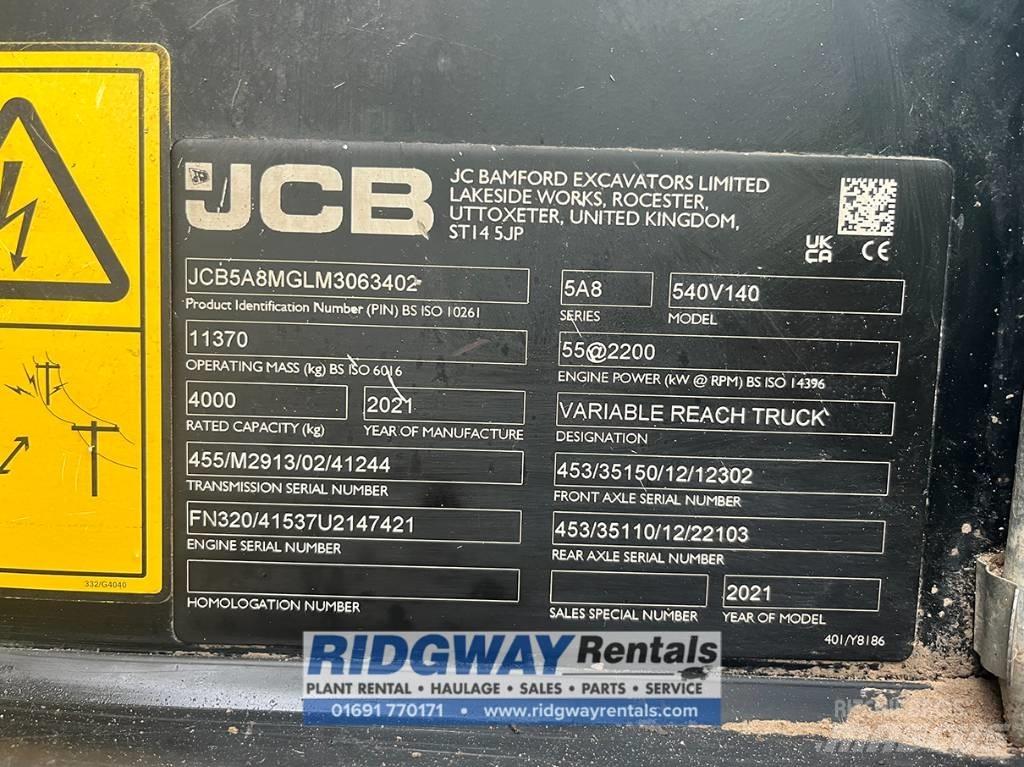 JCB
JC BAMFORD EXCAVATORS LIMITED
LAKESIDE WORKS, ROCESTER,
UTTOXETER, UNITED KINGDOM,
ST14 5JP
UK
CA
CE
JCB5A8MGLM3063402
Product Identification Number (PIN) BS ISO 10261
5A8
SERIES
540V140
MODEL
11370
OPERATING MASS (kg) BS ISO 6016
55@2200
ENGINE POWER (kW @ RPM) BS ISO 14396
4000
RATED CAPACITY (kg)
2021
YEAR OF MANUFACTURE
VARIABLE REACH TRUCK
DESIGNATION
455/M2913/02/41244
TRANSMISSION SERIAL NUMBER
453/35150/12/12302
FRONT AXLE SERIAL NUMBER
FN320/41537U2147421
ENGINE SERIAL NUMBER
453/35110/12/22103
REAR AXLE SERIAL NUMBER
HOMOLOGATION NUMBER
SALES SPECIAL NUMBER
2021
YEAR OF MODEL
401/Y8186
332/G4040
RIDGWAY Rentals
PLANT RENTAL • HAULAGE • SALES • PARTS • SERVICE
01691 770171 • www.ridgwayrentals.com